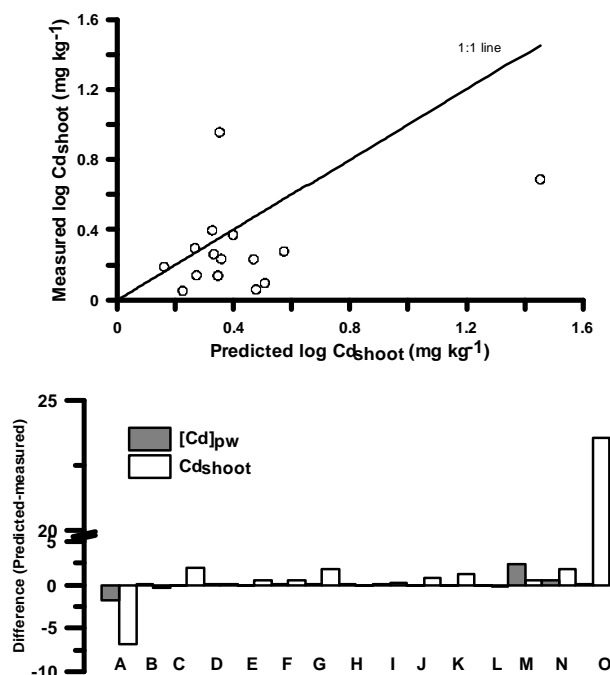 1.6
1:1 line
1.2
0.8
0.4
0
Measured log Cdshoot (mg kg-1)
0 0.4 0.8 1.2 1.6
Predicted log Cdshoot (mg kg-1)
25
[Cd]pw
Cdshoot
20
5
0
-5
-10
Difference (Predicted-measured)
A B C D E F G H I J K L M N O